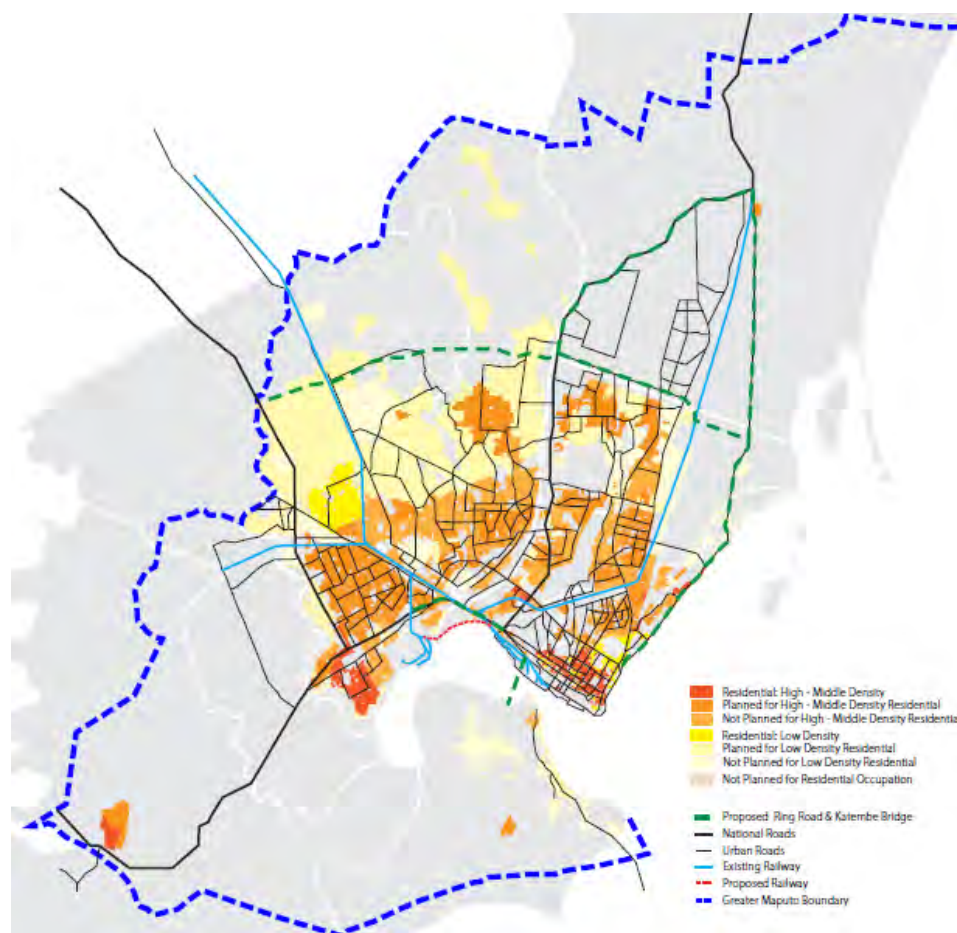 Residential: High - Middle Density
Planned for High - Middle Density Residential
Not Planned for High - Middle Density Residential
Residential: Low Density
Planned for Low Density Residential
Not Planned for Low Density Residential
Not Planned for Residential Occupation
Proposed Ring Road & Katembe Bridge
National Roads
Urban Roads
Existing Railway
Proposed Railway
Greater Maputo Boundary